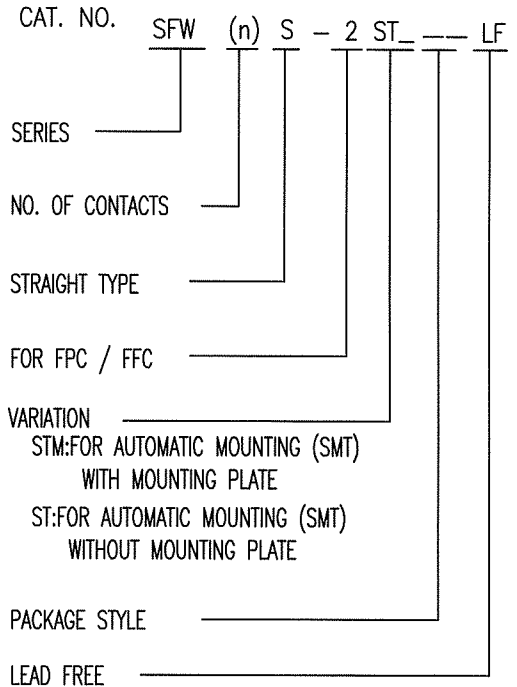 CAT. NO. SFW (n) S - 2 ST_ -- LF
SERIES
NO. OF CONTACTS
STRAIGHT TYPE
FOR FPC / FFC
VARIATION
STM:FOR AUTOMATIC MOUNTING (SMT)
WITH MOUNTING PLATE
ST:FOR AUTOMATIC MOUNTING (SMT)
WITHOUT MOUNTING PLATE
PACKAGE STYLE
LEAD FREE